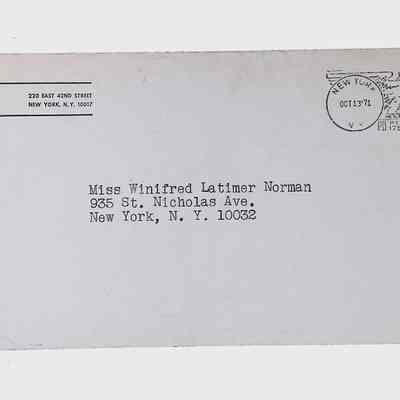 220 EAST 42ND STREET
NEW YORK, N.Y. 10017
NEW YORK
OCT 13 '71
N Y
Miss Winifred Latimer Norman
935 St. Nicholas Ave.
New York, N. Y. 10032